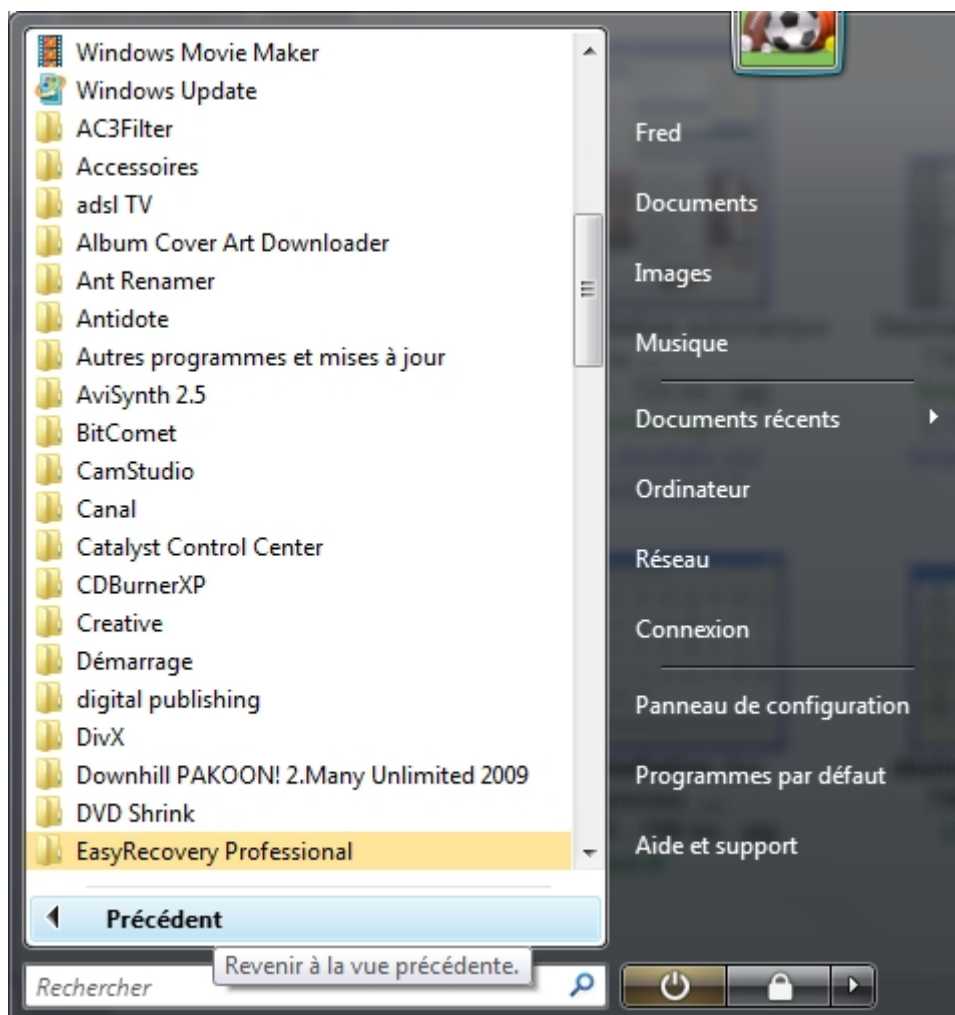 Windows Movie Maker
Windows Update
AC3Filter
Accessoires
adsl TV
Album Cover Art Downloader
Ant Renamer
Antidote
Autres programmes et mises à jour
AviSynth 2.5
BitComet
CamStudio
Canal
Catalyst Control Center
CDBurnerXP
Creative
Démarrage
digital publishing
DivX
Downhill PAKOON! 2.Many Unlimited 2009
DVD Shrink
EasyRecovery Professional
Précédent
Revenir à la vue précédente.
Rechercher
Fred
Documents
Images
Musique
Documents récents
Ordinateur
Réseau
Connexion
Panneau de configuration
Programmes par défaut
Aide et support